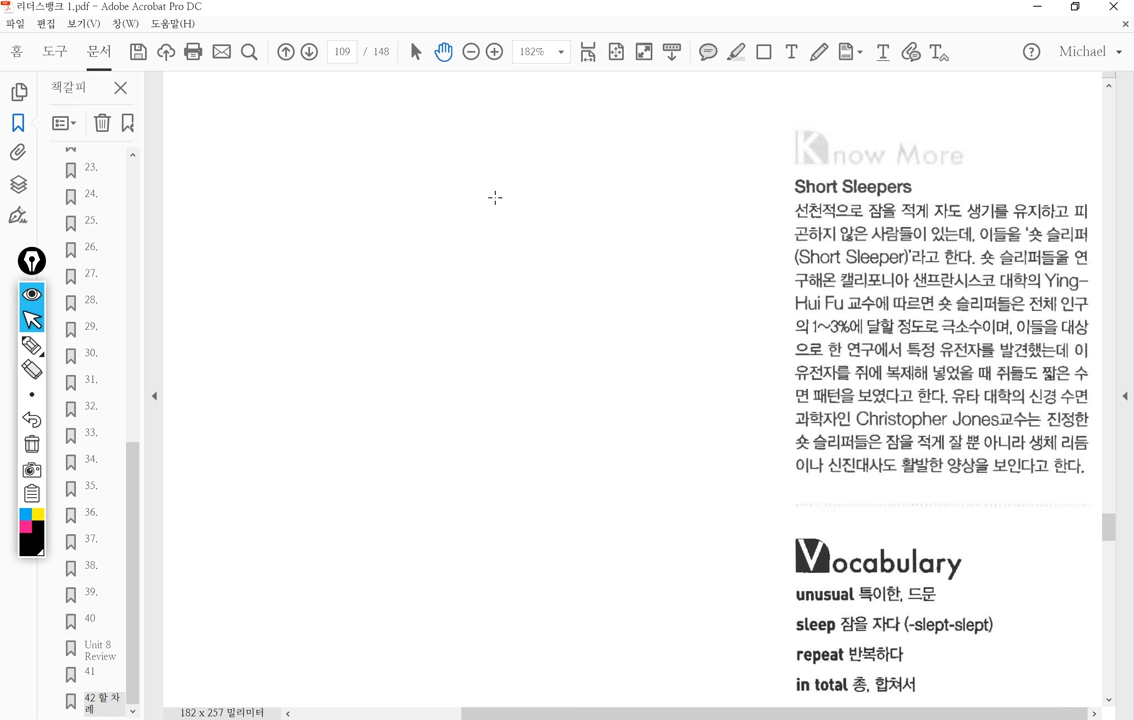 리더스뱅크 1.pdf - Adobe Acrobat Pro DC
파일 편집 보기(V) 창(W) 도움말(H)
홈 도구 문서 109 / 148 182% Michael
책갈피
23.
24.
25.
26.
27.
28.
29.
30.
31.
32.
33.
34.
35.
36.
37.
38.
39.
40
Unit 8
Review
41
42 할 차
례
Know More
Short Sleepers
선천적으로 잠을 적게 자도 생기를 유지하고 피
곤하지 않은 사람들이 있는데, 이들을 '숏 슬리퍼
(Short Sleeper)'라고 한다. 숏 슬리퍼들을 연
구해온 캘리포니아 샌프란시스코 대학의 Ying-
Hui Fu 교수에 따르면 숏 슬리퍼들은 전체 인구
의 1~3%에 달할 정도로 극소수이며, 이들을 대상
으로 한 연구에서 특정 유전자를 발견했는데 이
유전자를 쥐에 복제해 넣었을 때 쥐들도 짧은 수
면 패턴을 보였다고 한다. 유타 대학의 신경 수면
과학자인 Christopher Jones교수는 진정한
숏 슬리퍼들은 잠을 적게 잘 뿐 아니라 생체 리듬
이나 신진대사도 활발한 양상을 보인다고 한다.
Vocabulary
unusual 특이한, 드문
sleep 잠을 자다 (-slept-slept)
repeat 반복하다
in total 총, 합쳐서
182 x 257 밀리미터